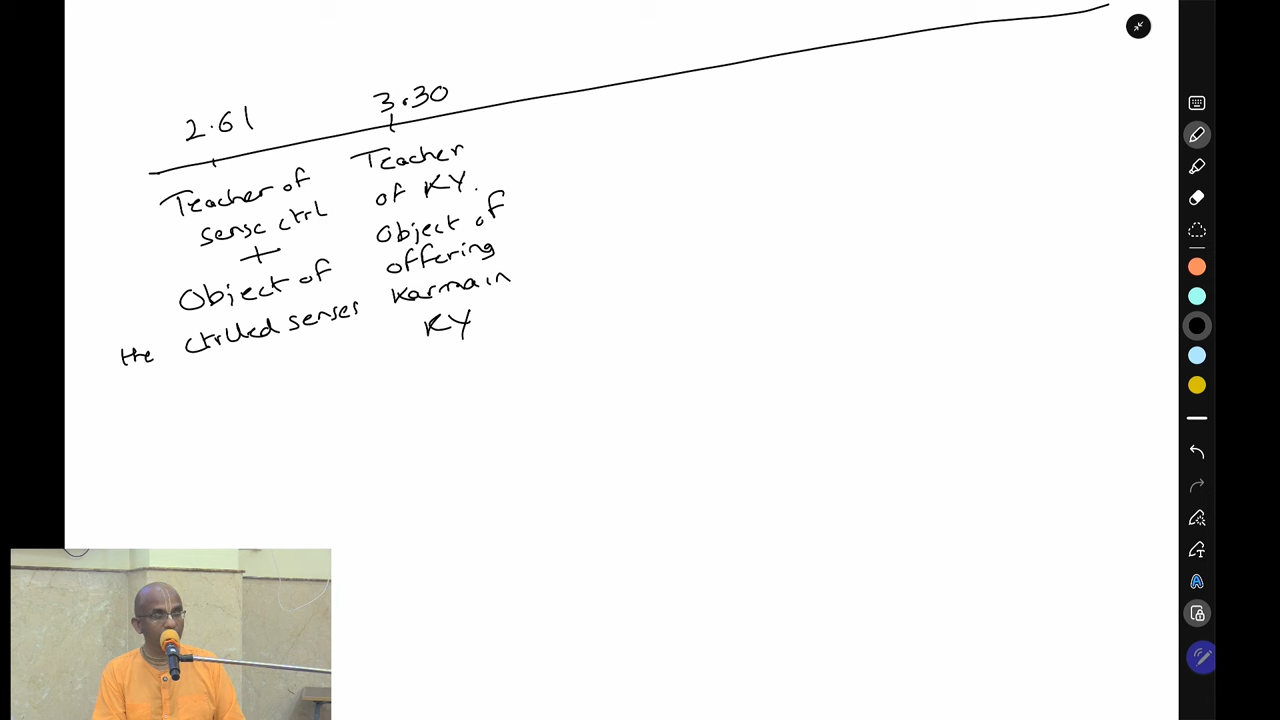 2.61
Teacher of
sense ctrl
+
Object of
the ctrlled senses
3.30
Teacher
of KY.
Object of
offering
Karma in
KY